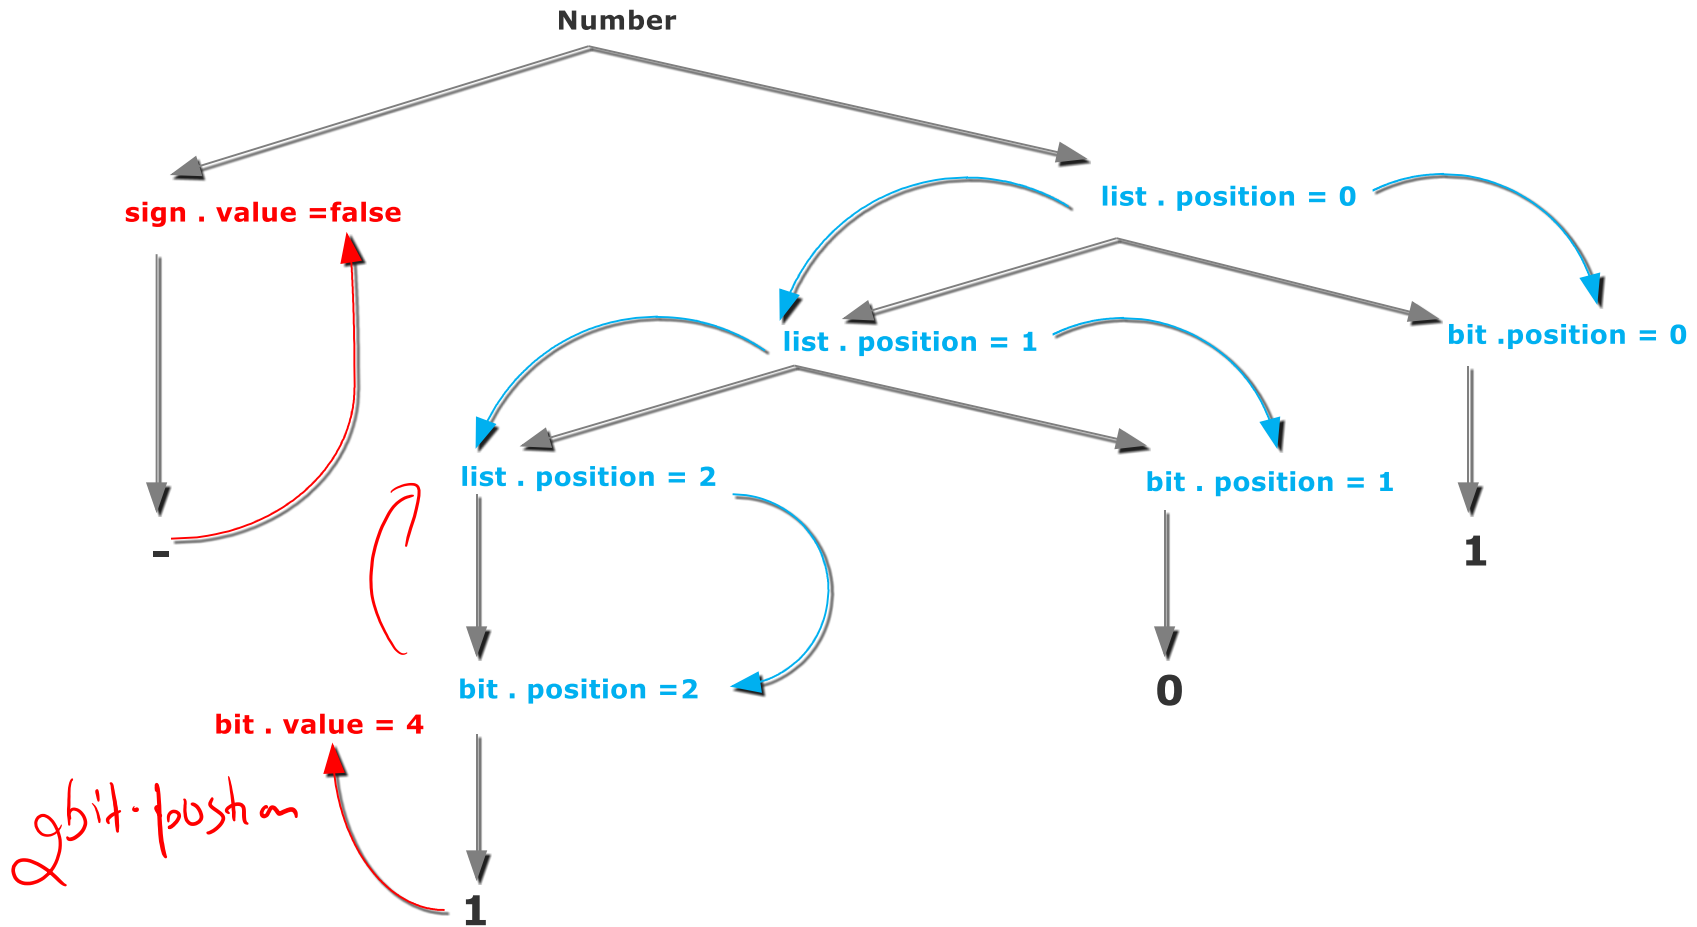 Number
sign . value =false
list . position = 0
list . position = 1
bit .position = 0
list . position = 2
bit . position = 1
-
1
bit . position =2
0
bit . value = 4
2bit.position
1